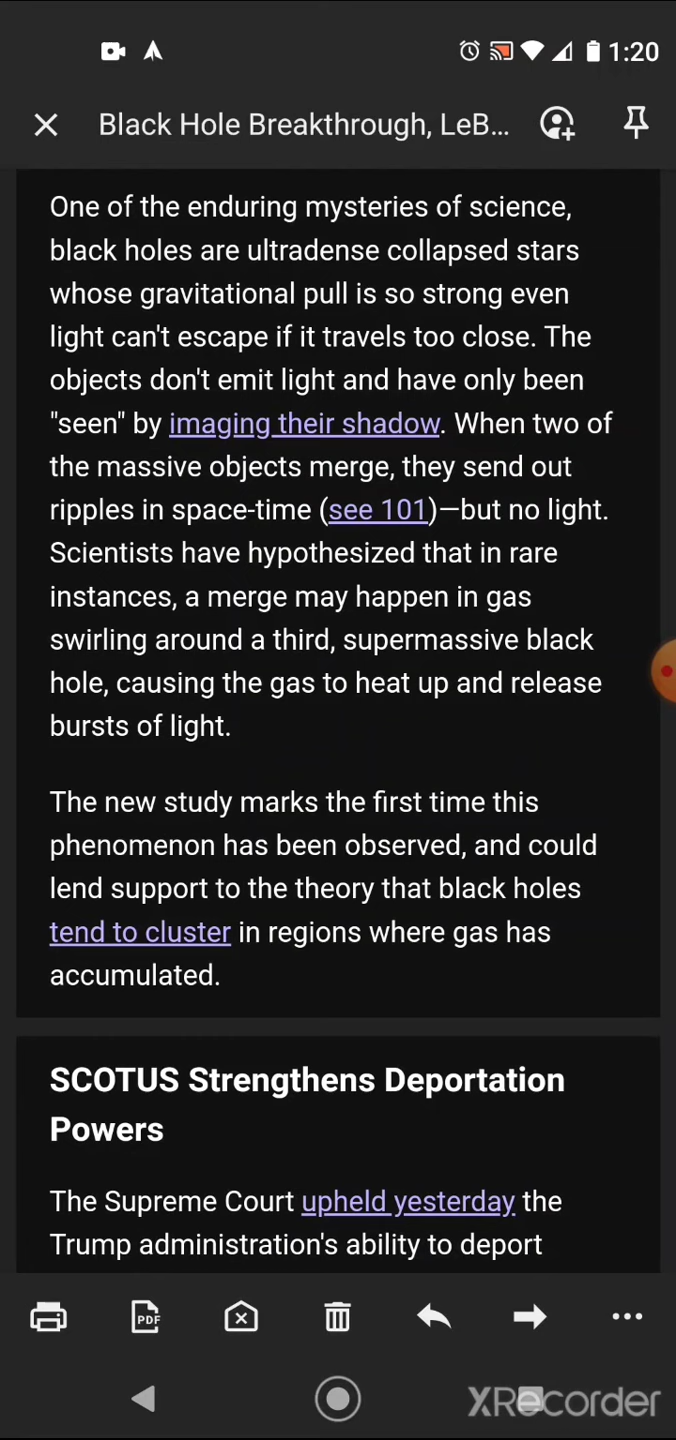 1:20
Black Hole Breakthrough, LeB...
One of the enduring mysteries of science,
black holes are ultradense collapsed stars
whose gravitational pull is so strong even
light can't escape if it travels too close. The
objects don't emit light and have only been
"seen" by imaging their shadow. When two of
the massive objects merge, they send out
ripples in space-time (see 101)—but no light.
Scientists have hypothesized that in rare
instances, a merge may happen in gas
swirling around a third, supermassive black
hole, causing the gas to heat up and release
bursts of light.
The new study marks the first time this
phenomenon has been observed, and could
lend support to the theory that black holes
tend to cluster in regions where gas has
accumulated.
SCOTUS Strengthens Deportation
Powers
The Supreme Court upheld yesterday the
Trump administration's ability to deport
PDF
XRecorder